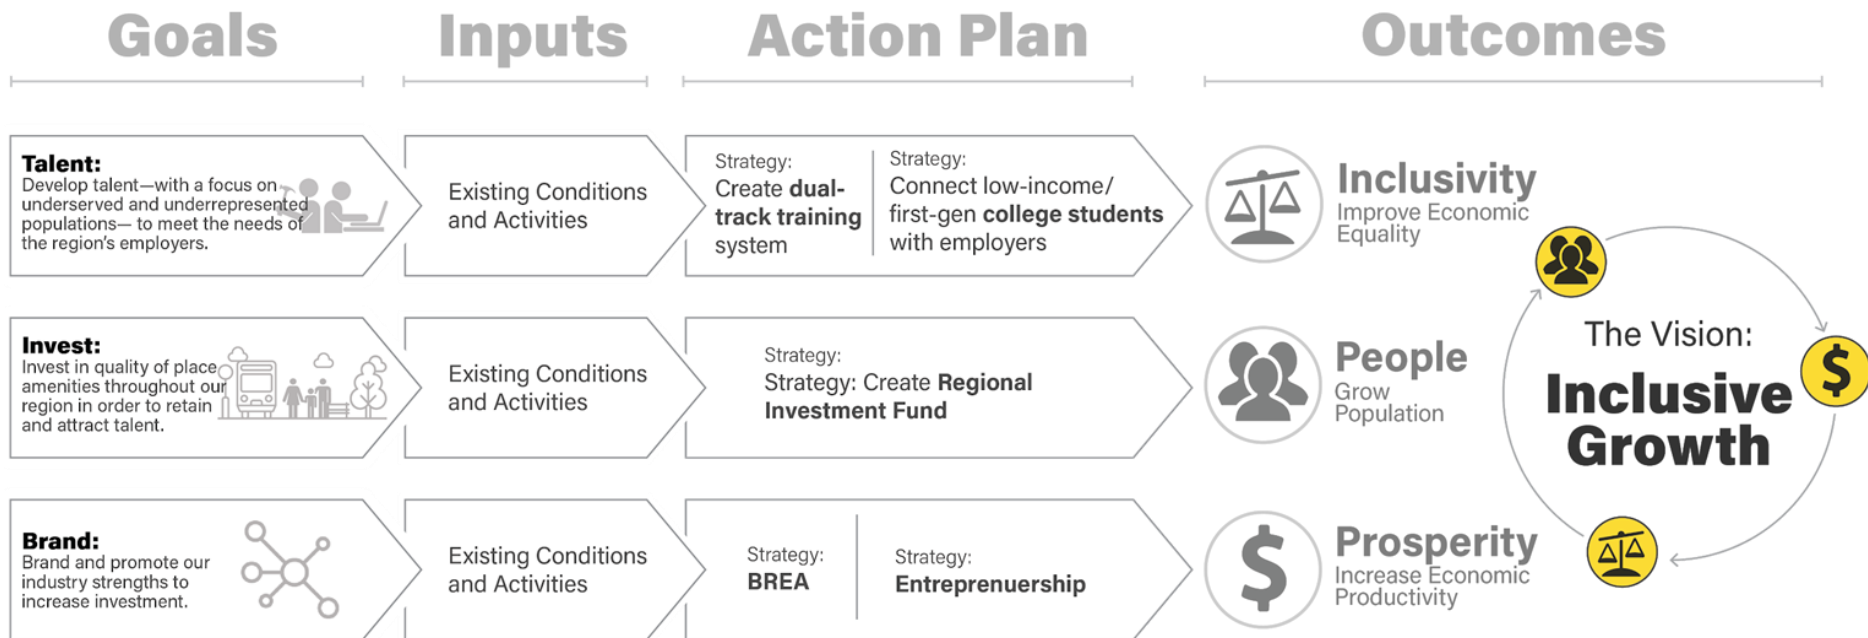 Goals
Inputs
Action Plan
Outcomes
Talent:
Develop talent—with a focus on
underserved and underrepresented
populations— to meet the needs of
the region's employers.
Existing Conditions
and Activities
Strategy:
Create dual-
track training
system
Strategy:
Connect low-income/
first-gen college students
with employers
Inclusivity
Improve Economic
Equality
Invest:
Invest in quality of place
amenities throughout our
region in order to retain
and attract talent.
Existing Conditions
and Activities
Strategy:
Strategy: Create Regional
Investment Fund
People
Grow
Population
Brand:
Brand and promote our
industry strengths to
increase investment.
Existing Conditions
and Activities
Strategy:
BREA
Strategy:
Entreprenuership
Prosperity
Increase Economic
Productivity
The Vision:
Inclusive
Growth